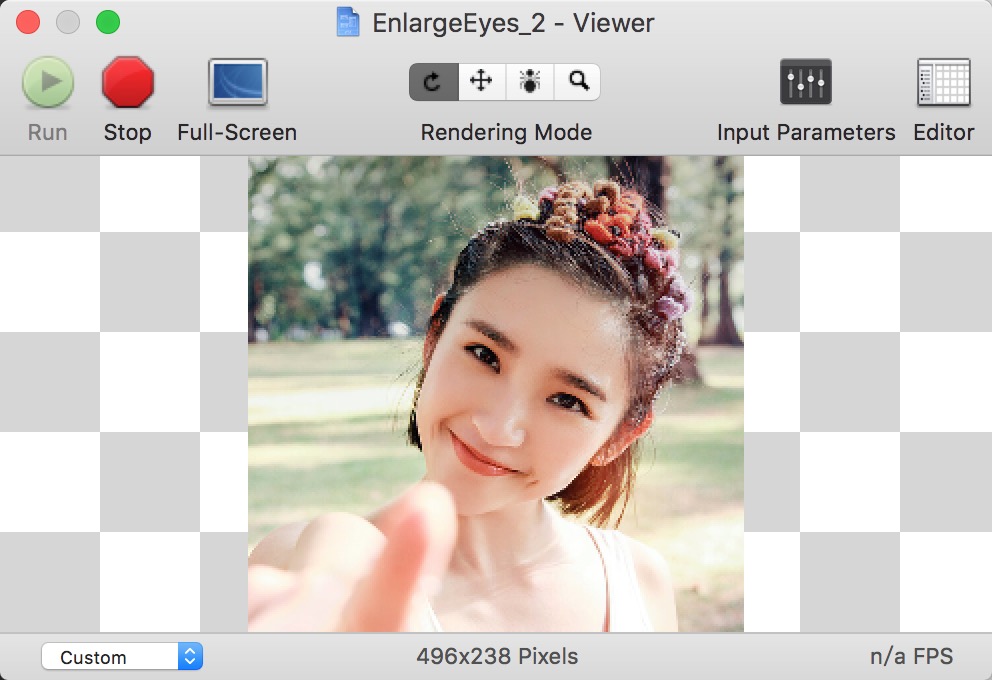 EnlargeEyes_2 - Viewer
Run
Stop
Full-Screen
Rendering Mode
Input Parameters
Editor
Custom
496x238 Pixels
n/a FPS